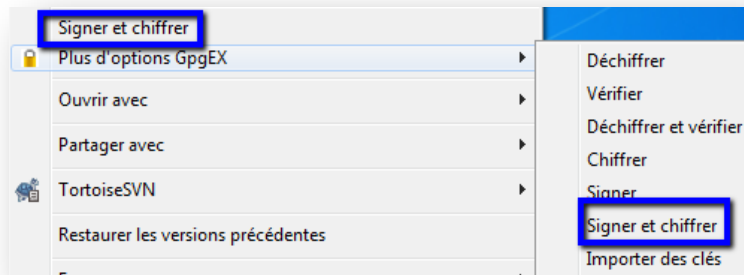 Signer et chiffrer
Plus d'options GpgEX
Ouvrir avec
Partager avec
TortoiseSVN
Restaurer les versions précédentes
Déchiffrer
Vérifier
Déchiffrer et vérifier
Chiffrer
Signer
Signer et chiffrer
Importer des clés